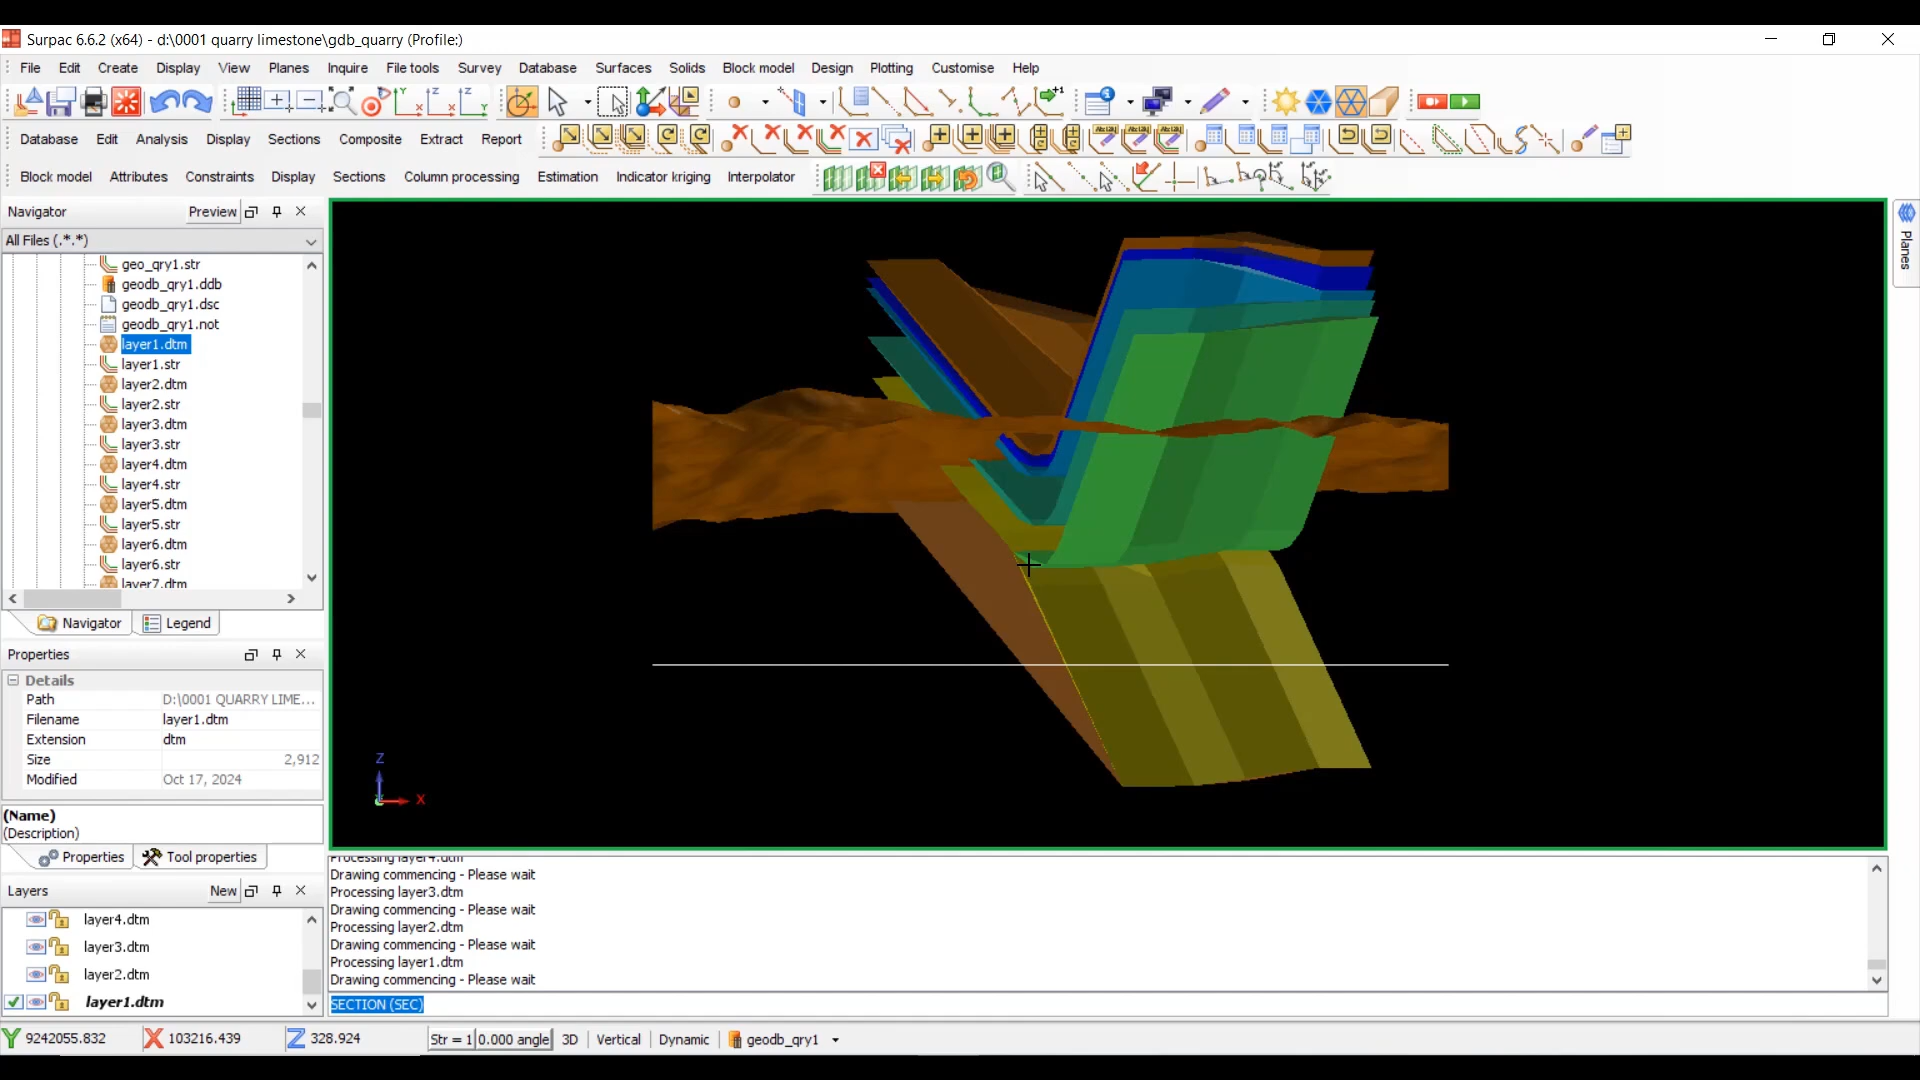 Surpac 6.6.2 (x64) - d:\0001 quarry limestone\gdb_quarry (Profile:)
File Edit Create Display View Planes Inquire File tools Survey Database Surfaces Solids Block model Design Plotting Customise Help
Database Edit Analysis Display Sections Composite Extract Report
Block model Attributes Constraints Display Sections Column processing Estimation Indicator kriging Interpolator
Navigator Preview
All Files (.*.*)
geo_qry1.str
geodb_qry1.ddb
geodb_qry1.dsc
geodb_qry1.not
layer1.dtm
layer1.str
layer2.dtm
layer2.str
layer3.dtm
layer3.str
layer4.dtm
layer4.str
layer5.dtm
layer5.str
layer6.dtm
layer6.str
layer7.dtm
Navigator Legend
Properties
Details
Path D:\0001 QUARRY LIME...
Filename layer1.dtm
Extension dtm
Size 2,912
Modified Oct 17, 2024
(Name)
(Description)
Properties Tool properties
Layers New
layer4.dtm
layer3.dtm
layer2.dtm
layer1.dtm
Planes
Z
X
Processing layer4.dtm
Drawing commencing - Please wait
Processing layer3.dtm
Drawing commencing - Please wait
Processing layer2.dtm
Drawing commencing - Please wait
Processing layer1.dtm
Drawing commencing - Please wait
SECTION (SEC)
Y 9242055.832 X 103216.439 Z 328.924 Str = 1 0.000 angle 3D Vertical Dynamic geodb_qry1